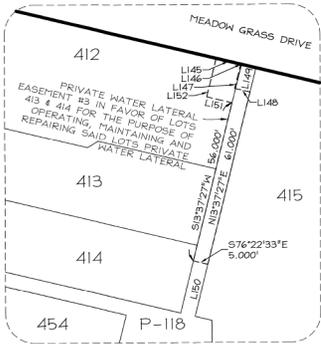 MEADOW GRASS DRIVE
412
L145
L146
L147
L152
L151
L149
L148
PRIVATE WATER LATERAL
EASEMENT #3 IN FAVOR OF LOTS
413 & 414 FOR THE PURPOSE OF
OPERATING, MAINTAINING AND
REPAIRING SAID LOTS PRIVATE
WATER LATERAL
S13°37'27"W 56.000'
N13°37'27"E 61.000'
413
415
414
S76°22'33"E
5.000'
L150
454
P-118